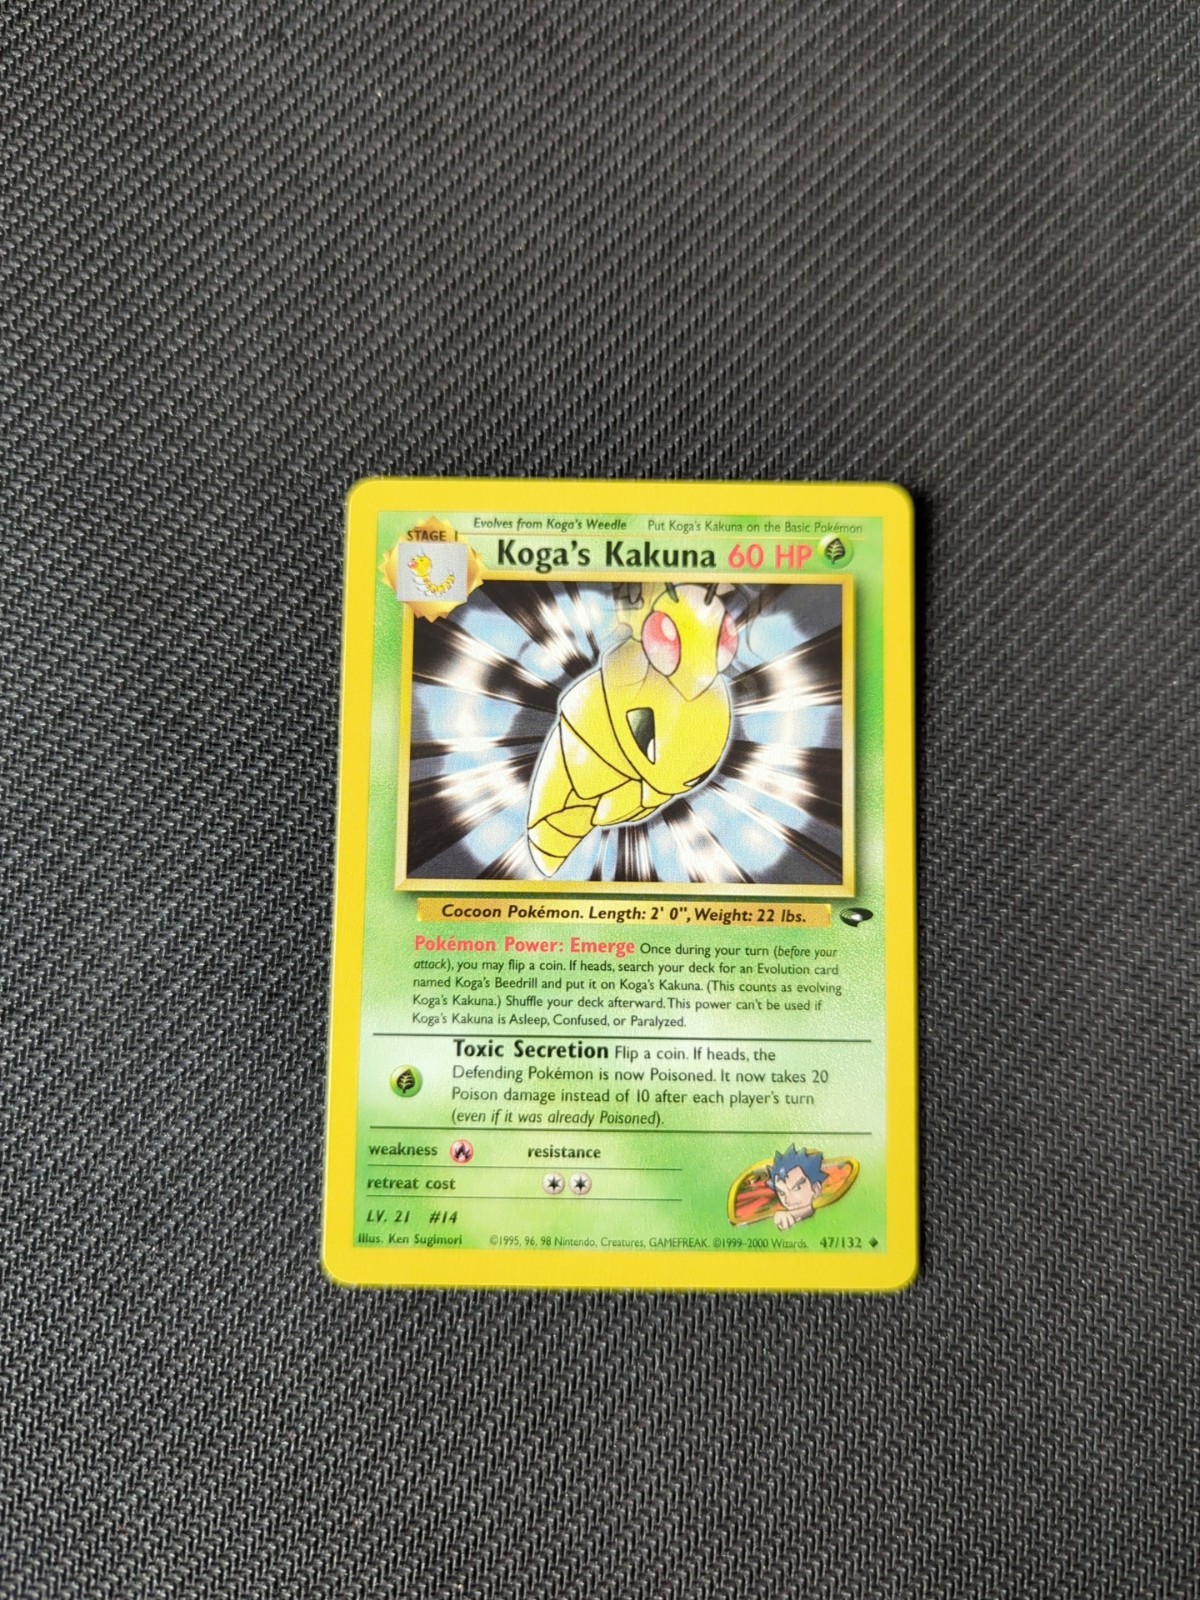 Evolves from Koga's Weedle Put Koga's Kakuna on the Basic Pokémon
STAGE 1
Koga's Kakuna 60 HP
Cocoon Pokémon. Length: 2' 0", Weight: 22 lbs.
Pokémon Power: Emerge Once during your turn (before your
attack), you may flip a coin. If heads, search your deck for an Evolution card
named Koga's Beedrill and put it on Koga's Kakuna. (This counts as evolving
Koga's Kakuna.) Shuffle your deck afterward. This power can't be used if
Koga's Kakuna is Asleep, Confused, or Paralyzed.
Toxic Secretion Flip a coin. If heads, the
Defending Pokémon is now Poisoned. It now takes 20
Poison damage instead of 10 after each player's turn
(even if it was already Poisoned).
weakness resistance
retreat cost
LV. 21 #14
Illus. Ken Sugimori ©1995, 96, 98 Nintendo, Creatures, GAMEFREAK. ©1999-2000 Wizards. 47/132